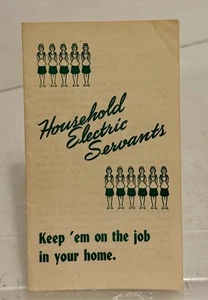 Household
Electric
Servants
Keep 'em on the job
in your home.